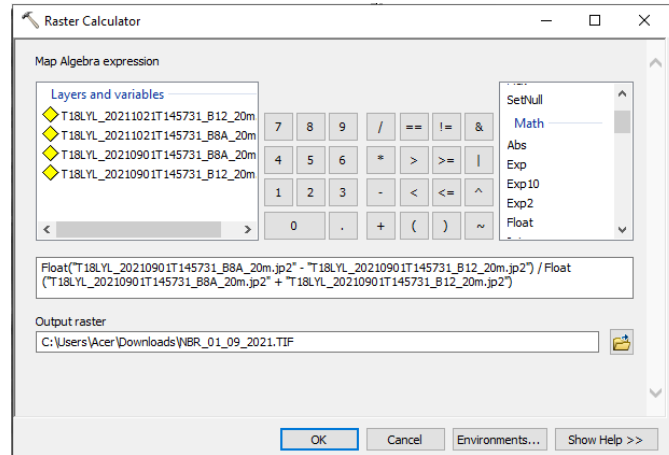 Raster Calculator
Map Algebra expression
Layers and variables
T18LYL_20211021T145731_B12_20m
T18LYL_20211021T145731_B8A_20m
T18LYL_20210901T145731_B8A_20m
T18LYL_20210901T145731_B12_20m
7 8 9 / == != &
4 5 6 * > >= |
1 2 3 - < <= ^
0 . + ( ) ~
SetNull
Math
Abs
Exp
Exp10
Exp2
Float
Float("T18LYL_20210901T145731_B8A_20m.jp2" - "T18LYL_20210901T145731_B12_20m.jp2") / Float
("T18LYL_20210901T145731_B8A_20m.jp2" + "T18LYL_20210901T145731_B12_20m.jp2")
Output raster
C:\Users\Acer\Downloads\NBR_01_09_2021.TIF
OK Cancel Environments... Show Help >>